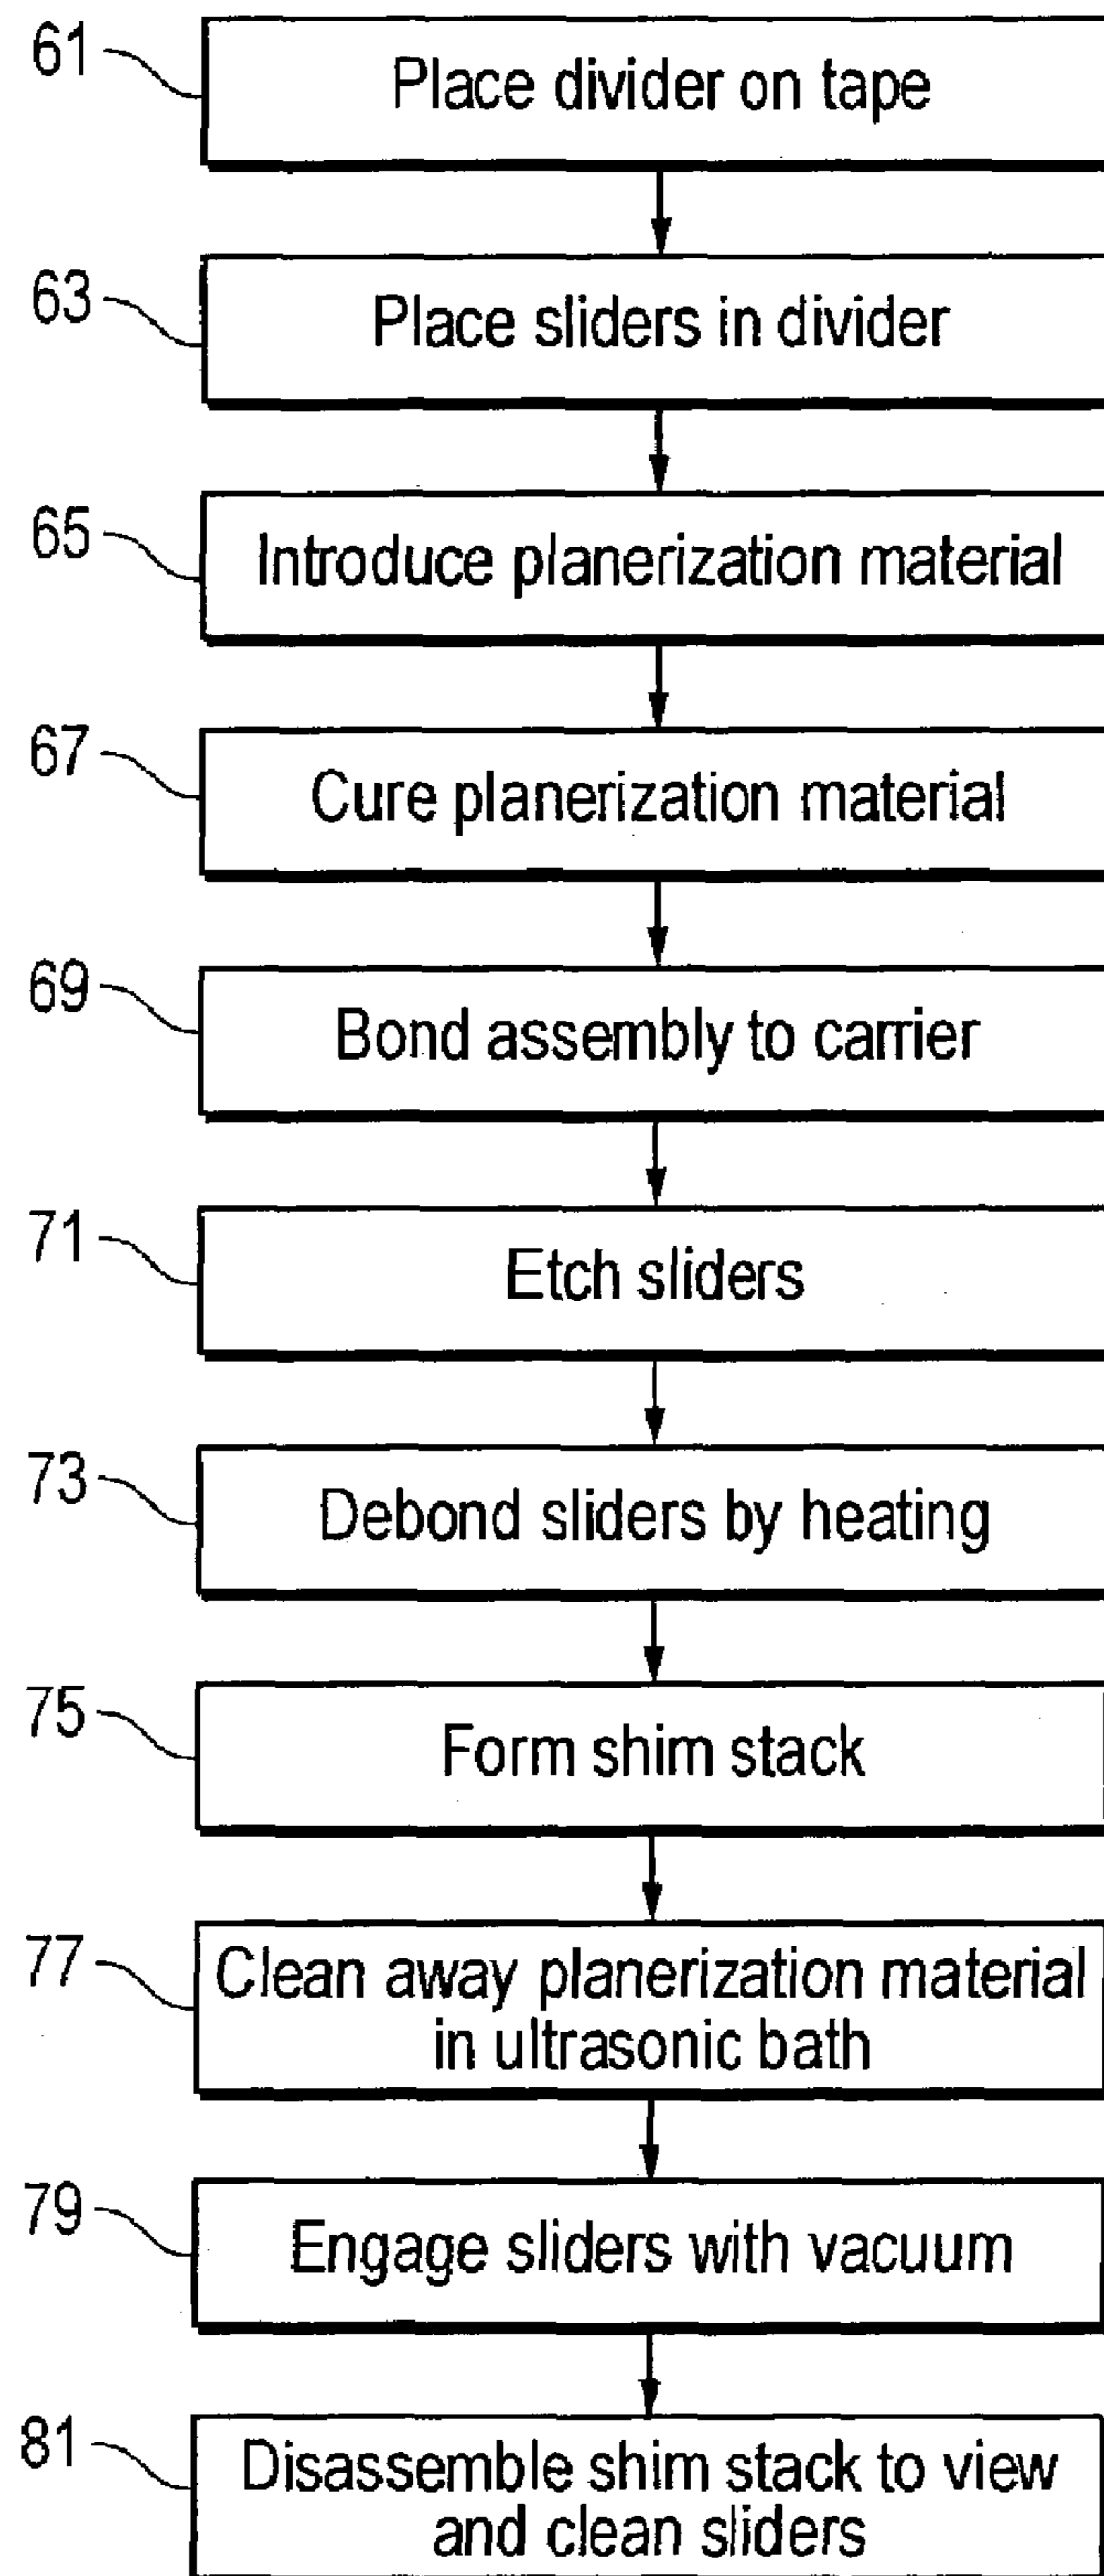 61
Place divider on tape
63
Place sliders in divider
65
Introduce planerization material
67
Cure planerization material
69
Bond assembly to carrier
71
Etch sliders
73
Debond sliders by heating
75
Form shim stack
77
Clean away planerization material
in ultrasonic bath
79
Engage sliders with vacuum
81
Disassemble shim stack to view
and clean sliders